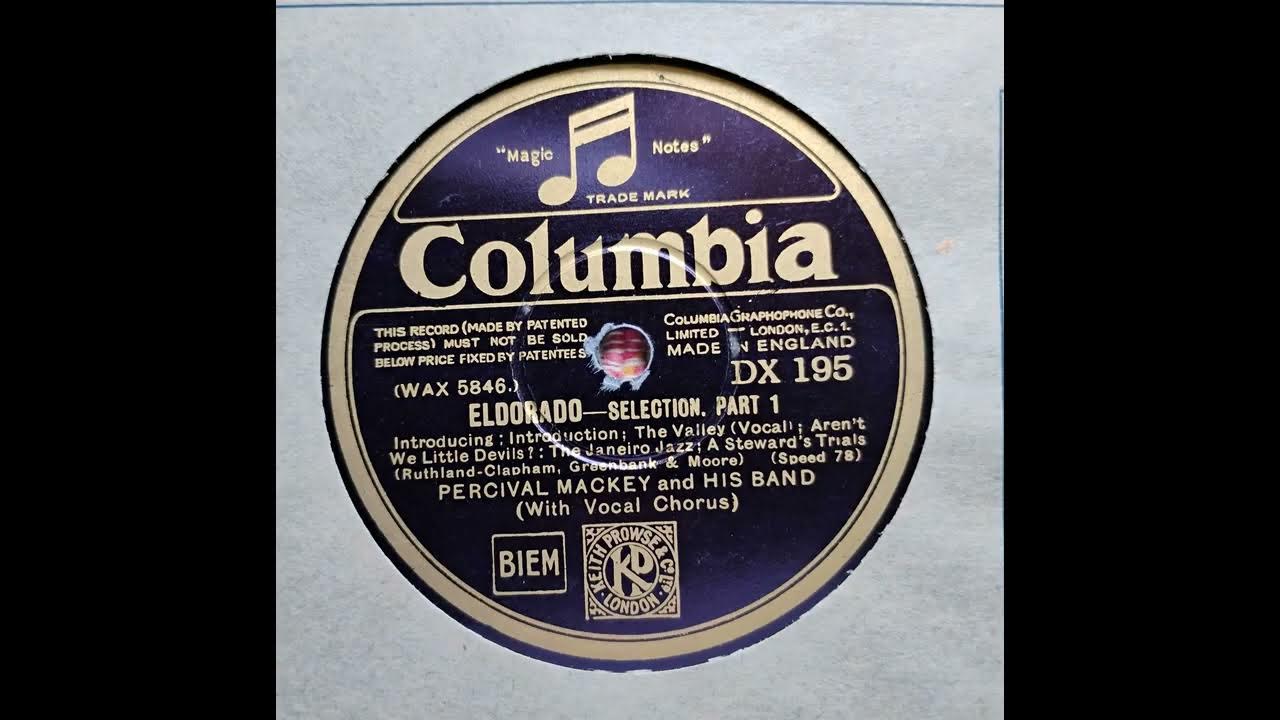 "Magic Notes"
TRADE MARK
Columbia
THIS RECORD (MADE BY PATENTED
PROCESS) MUST NOT BE SOLD
BELOW PRICE FIXED BY PATENTEES
COLUMBIA GRAPHOPHONE CO.,
LIMITED — LONDON, E.C.1.
MADE IN ENGLAND
(WAX 5846.)
DX 195
ELDORADO—SELECTION. PART 1
Introducing: Introduction; The Valley (Vocal); Aren't
We Little Devils?: The Janeiro Jazz; A Steward's Trials
(Ruthland-Clapham, Greenbank & Moore) (Speed 78)
PERCIVAL MACKEY and HIS BAND
(With Vocal Chorus)
BIEM
KEITH PROWSE & Co LTD
KP
LONDON